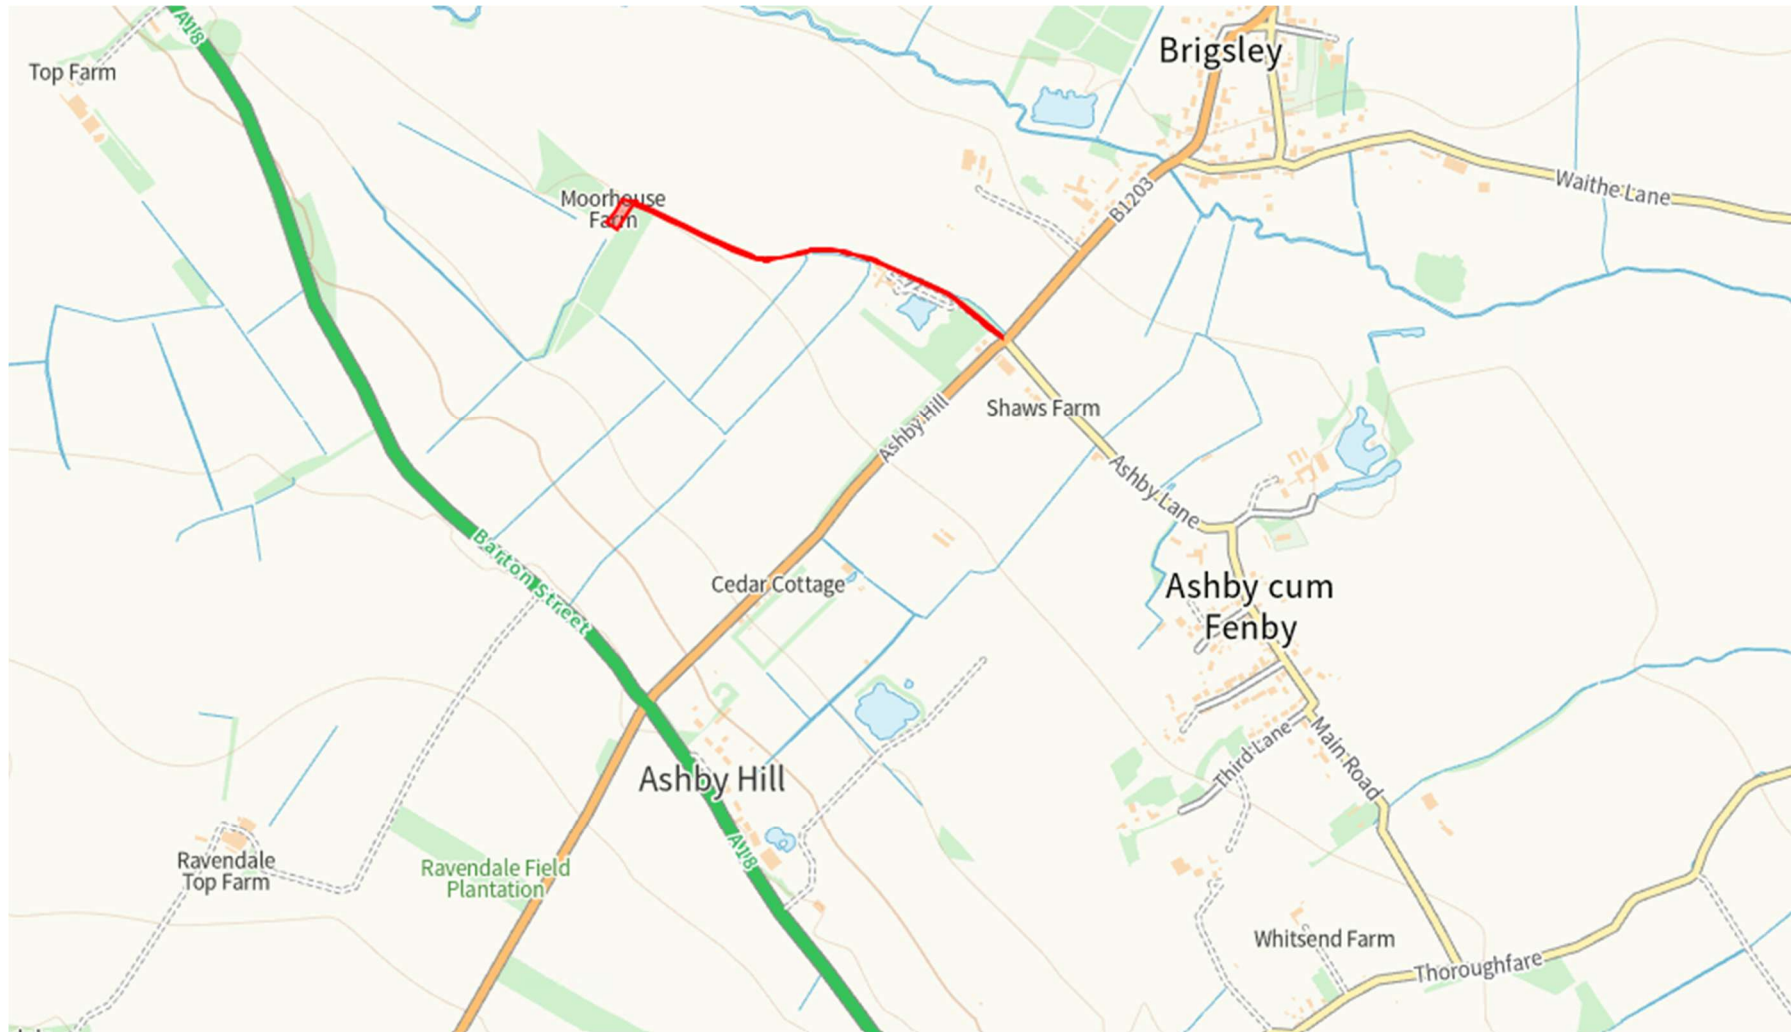 A18
Brigsley
Top Farm
Moorhouse
Farm
Waithe Lane
B1203
Ashby Hill
Shaws Farm
Ashby Lane
Barton Street
Cedar Cottage
Ashby cum
Fenby
Ashby Hill
Third Lane
Main Road
A18
Ravendale
Top Farm
Ravendale Field
Plantation
Whitsend Farm
Thoroughfare